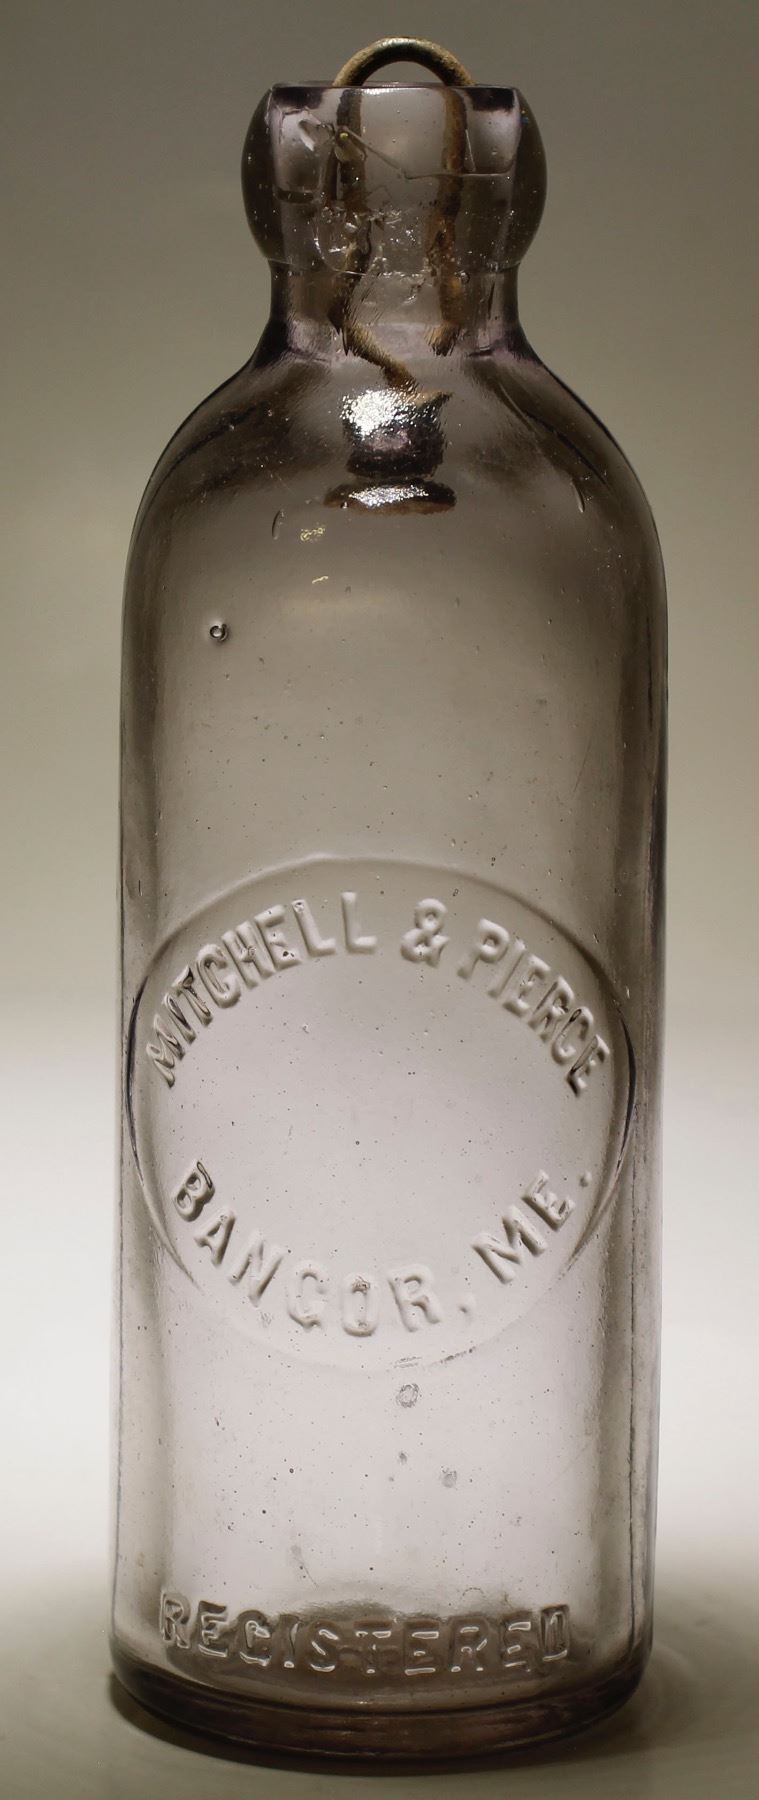 MITCHELL & PIERCE
BANGOR, ME.
REGISTERED